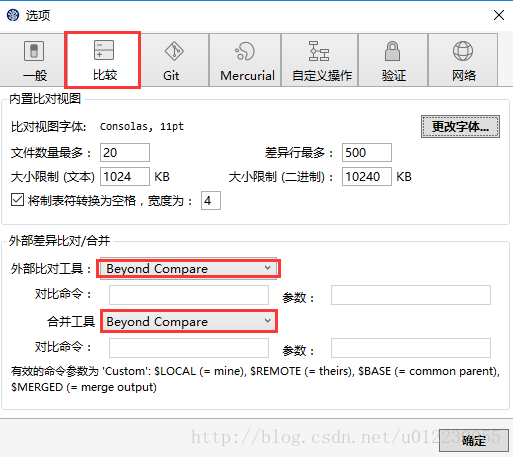 选项
一般 比较 Git Mercurial 自定义操作 验证 网络
内置比对视图
比对视图字体: Consolas, 11pt 更改字体...
文件数量最多： 20 差异行最多： 500
大小限制 (文本) 1024 KB 大小限制 (二进制)： 10240 KB
将制表符转换为空格，宽度为： 4
外部差异比对/合并
外部比对工具： Beyond Compare
对比命令： 参数：
合并工具 Beyond Compare
对比命令： 参数：
有效的命令参数为 'Custom': $LOCAL (= mine), $REMOTE (= theirs), $BASE (= common parent),
$MERGED (= merge output)
确定